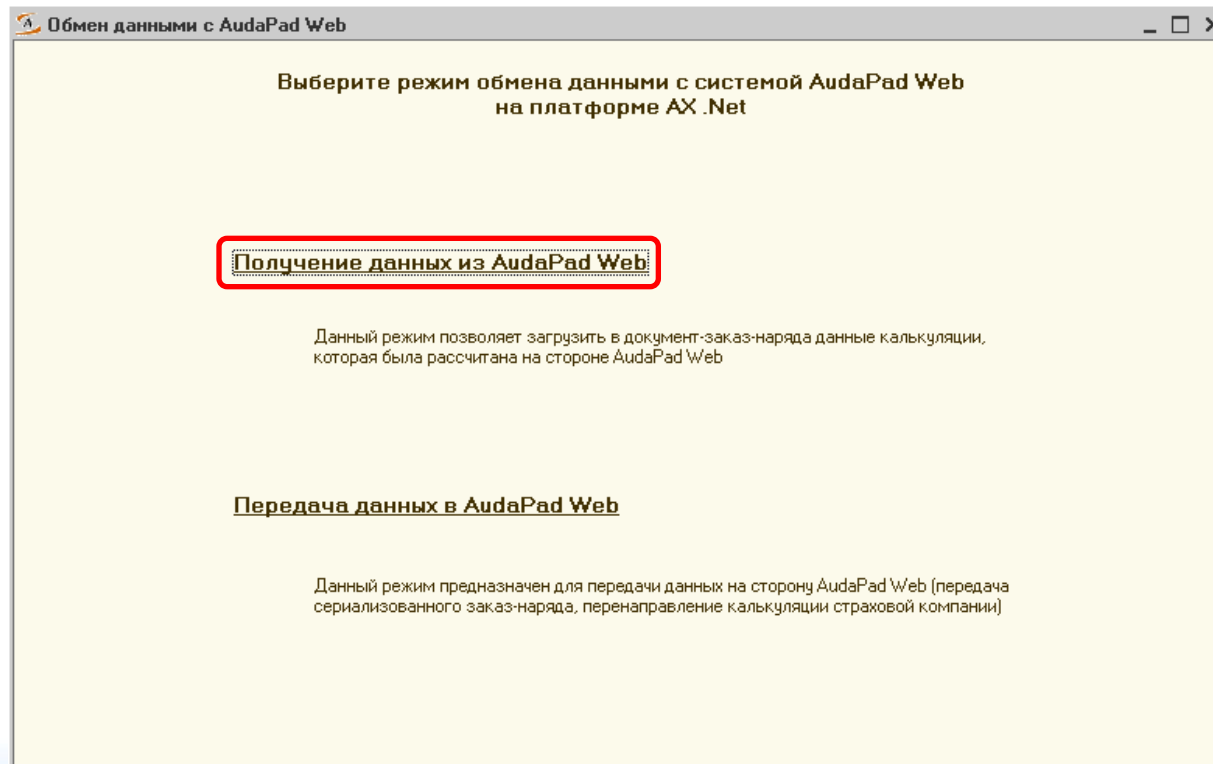 Обмен данными с AudaPad Web
Выберите режим обмена данными с системой AudaPad Web
на платформе AX .Net
Получение данных из AudaPad Web
Данный режим позволяет загрузить в документ-заказ-наряда данные калькуляции,
которая была рассчитана на стороне AudaPad Web
Передача данных в AudaPad Web
Данный режим предназначен для передачи данных на сторону AudaPad Web (передача
сериализованного заказ-наряда, перенаправление калькуляции страховой компании)